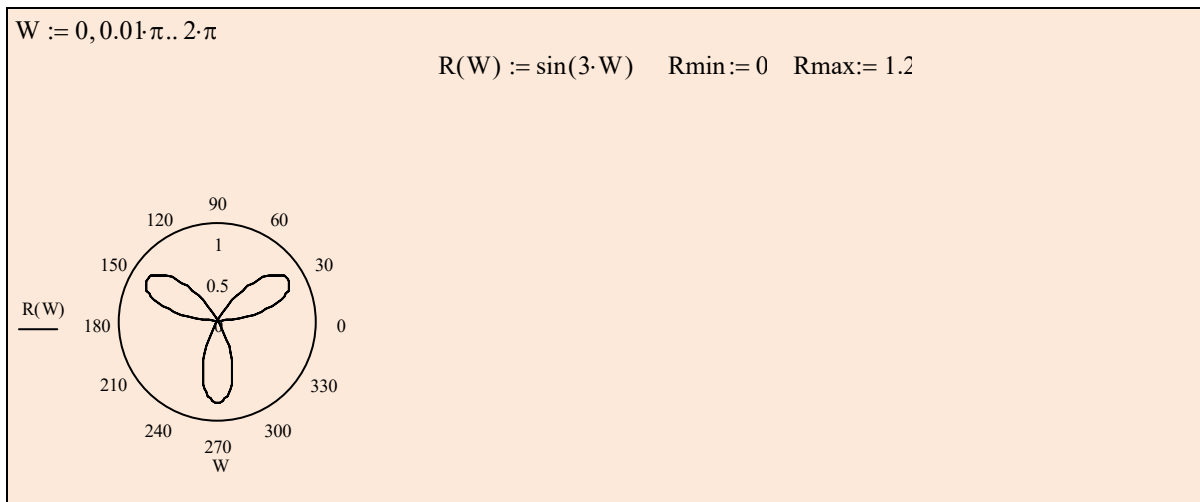 W := 0, 0.01·π.. 2·π
R(W) := sin(3·W) Rmin := 0 Rmax := 1.2
90
120 60
1
150 30
0.5
R(W)
180 0 0
210 330
240 300
270
W